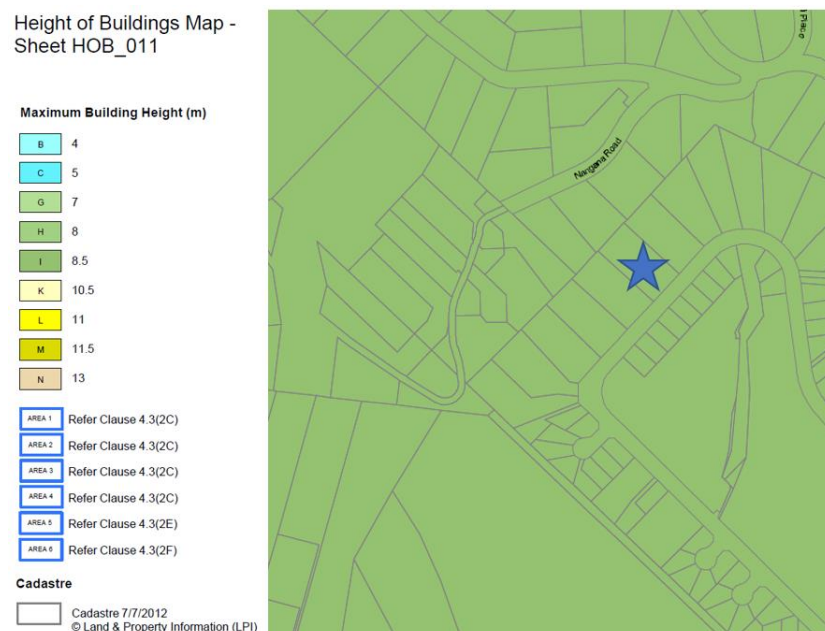 Height of Buildings Map -
Sheet HOB_011
Maximum Building Height (m)
B 4
C 5
G 7
H 8
I 8.5
K 10.5
L 11
M 11.5
N 13
AREA 1 Refer Clause 4.3(2C)
AREA 2 Refer Clause 4.3(2C)
AREA 3 Refer Clause 4.3(2C)
AREA 4 Refer Clause 4.3(2C)
AREA 5 Refer Clause 4.3(2E)
AREA 6 Refer Clause 4.3(2F)
Cadastre
Cadastre 7/7/2012
© Land & Property Information (LPI)
Nangana Road
Place